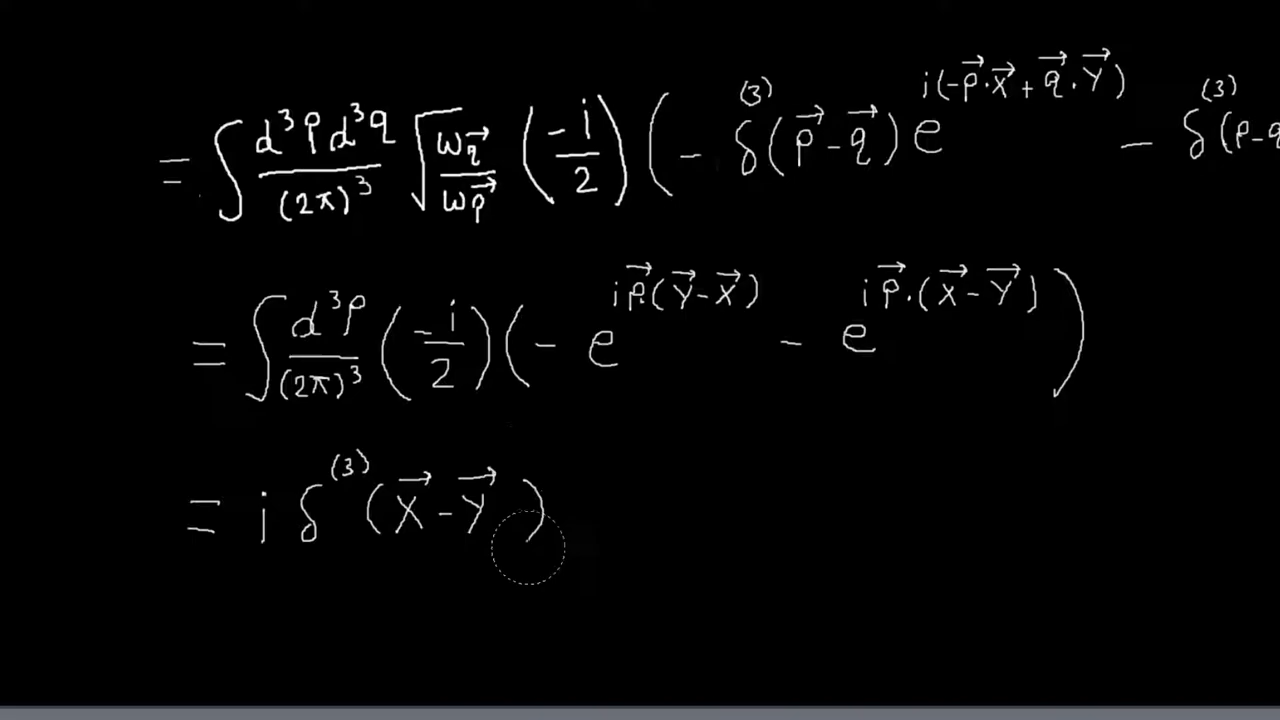 = ∫ d³p d³q / (2π)³ √(ω_q⃗ / ω_p⃗) (-i/2) (- δ⁽³⁾(p⃗ - q⃗) e^{i(-p⃗·x⃗ + q⃗·y⃗)} - δ⁽³⁾(p-q
= ∫ d³p / (2π)³ (-i/2) (- e^{ip⃗·(y⃗-x⃗)} - e^{ip⃗·(x⃗-y⃗)})
= i δ⁽³⁾(x⃗ - y⃗)